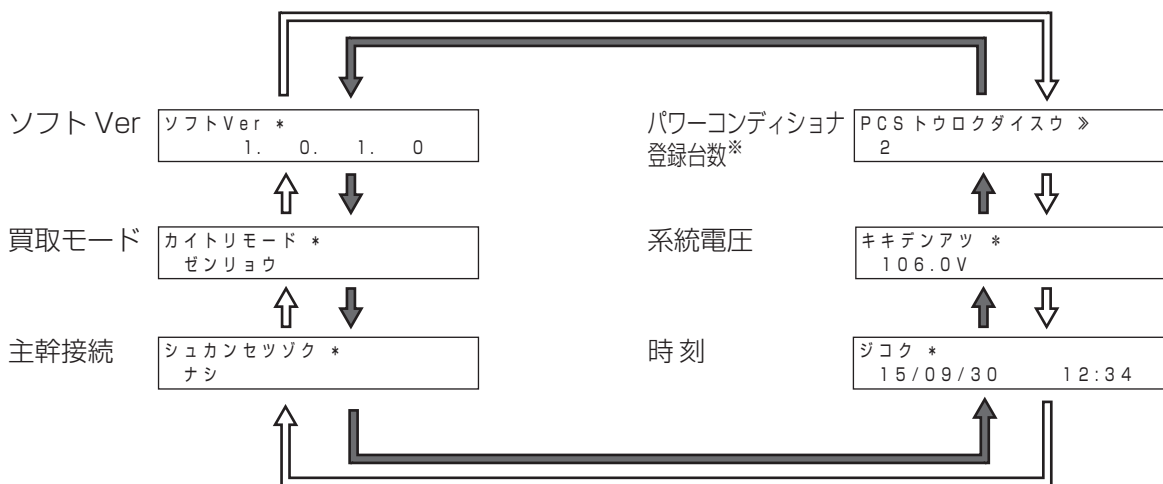 ソフト Ver
ソフトVer *
1. 0. 1. 0
買取モード
カイトリモード *
ゼンリョウ
主幹接続
シュカンセツゾク *
ナシ
パワーコンディショナ
登録台数※
PCSトウロクダイスウ 》
2
系統電圧
キキデンアツ *
106.0V
時刻
ジコク *
15/09/30 12:34